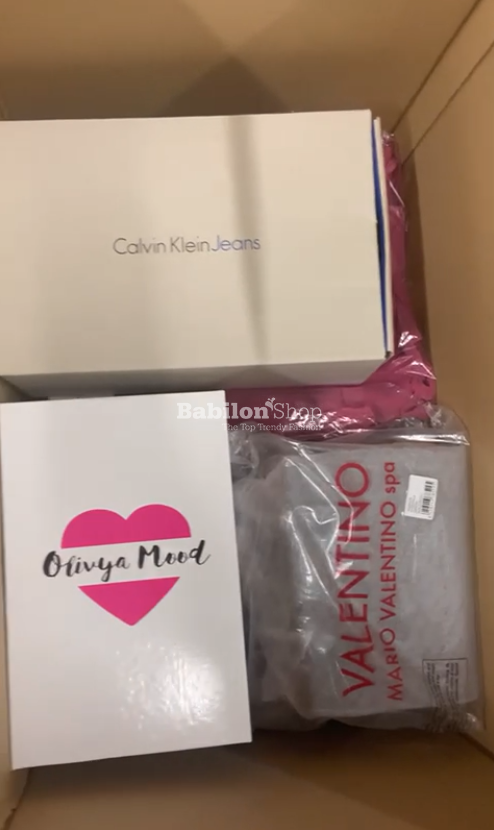 Calvin Klein Jeans
Babilon Shop
The Top Trendy Fashion
Olivya Mood
VALENTINO
MARIO VALENTINO spa